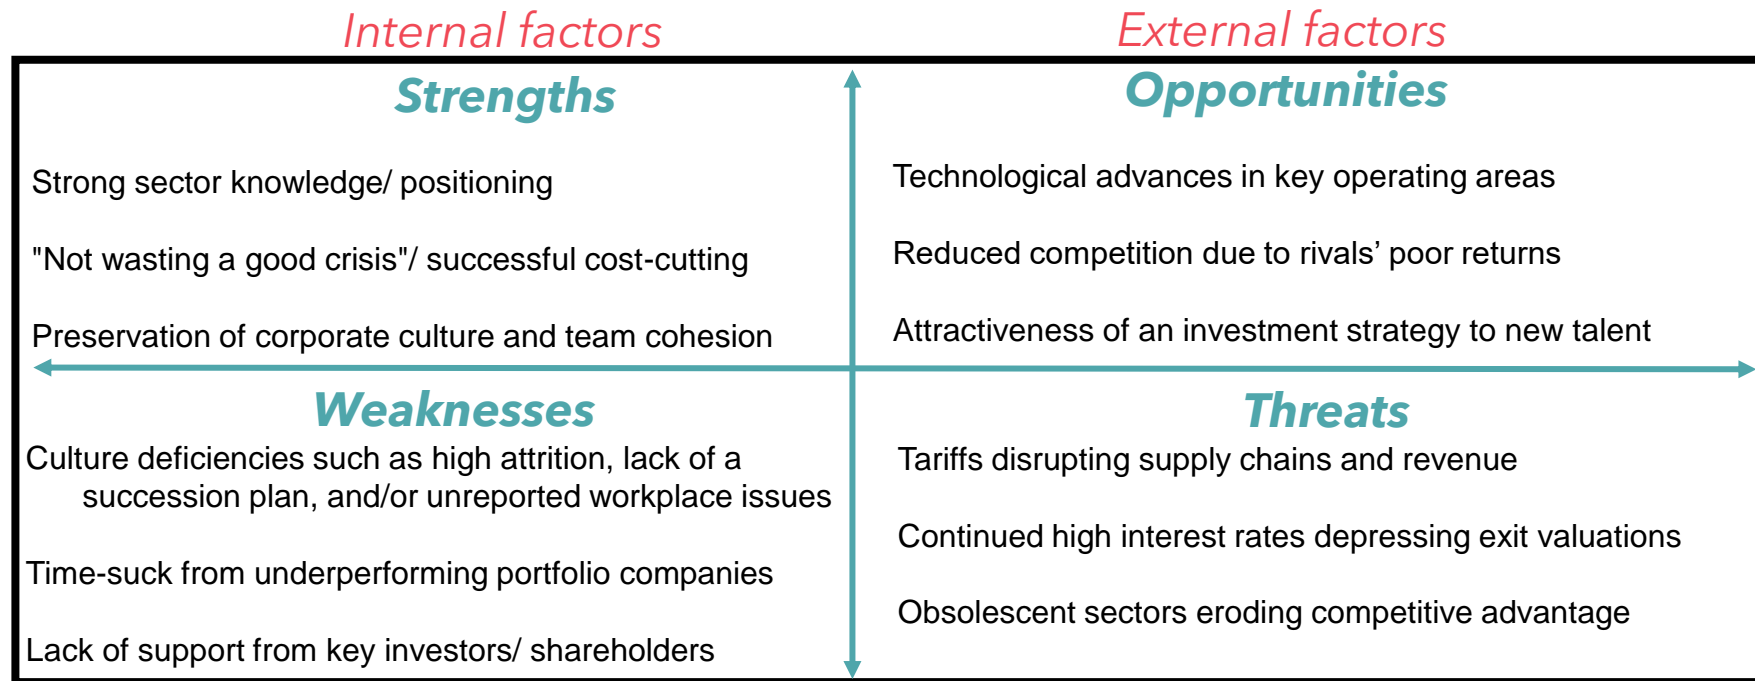 Internal factors
External factors
Strengths
Strong sector knowledge/ positioning
"Not wasting a good crisis"/ successful cost-cutting
Preservation of corporate culture and team cohesion
Opportunities
Technological advances in key operating areas
Reduced competition due to rivals’ poor returns
Attractiveness of an investment strategy to new talent
Weaknesses
Culture deficiencies such as high attrition, lack of a
succession plan, and/or unreported workplace issues
Time-suck from underperforming portfolio companies
Lack of support from key investors/ shareholders
Threats
Tariffs disrupting supply chains and revenue
Continued high interest rates depressing exit valuations
Obsolescent sectors eroding competitive advantage